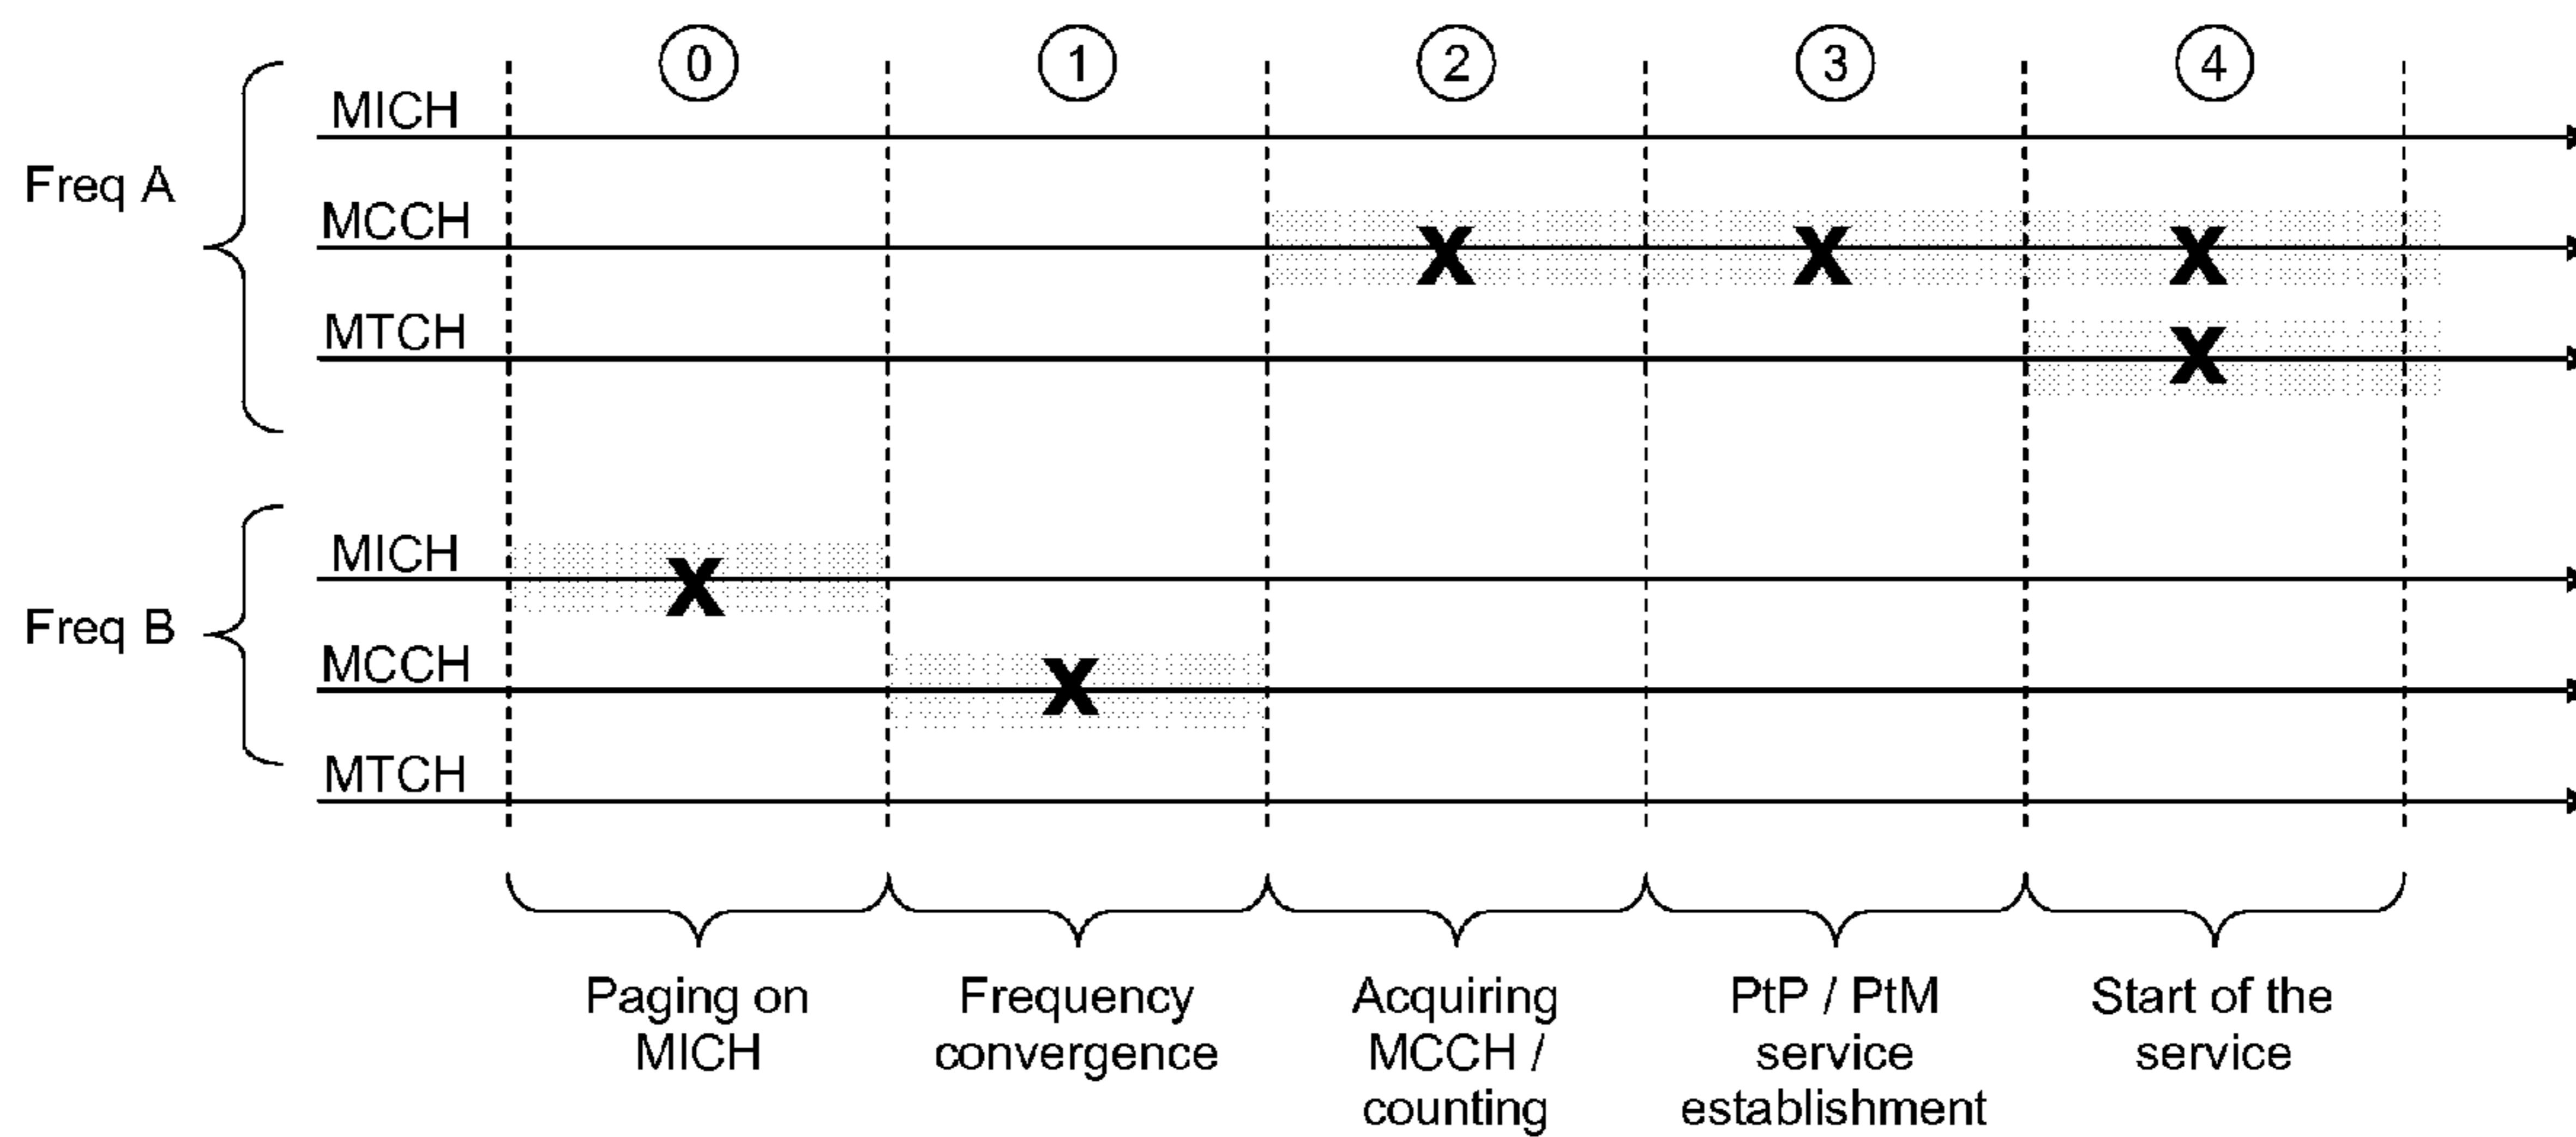 0 1 2 3 4
MICH
Freq A
MCCH
X X X
MTCH
X
MICH
X
Freq B
MCCH
X
MTCH
Paging on
MICH
Frequency
convergence
Acquiring
MCCH /
counting
PtP / PtM
service
establishment
Start of the
service